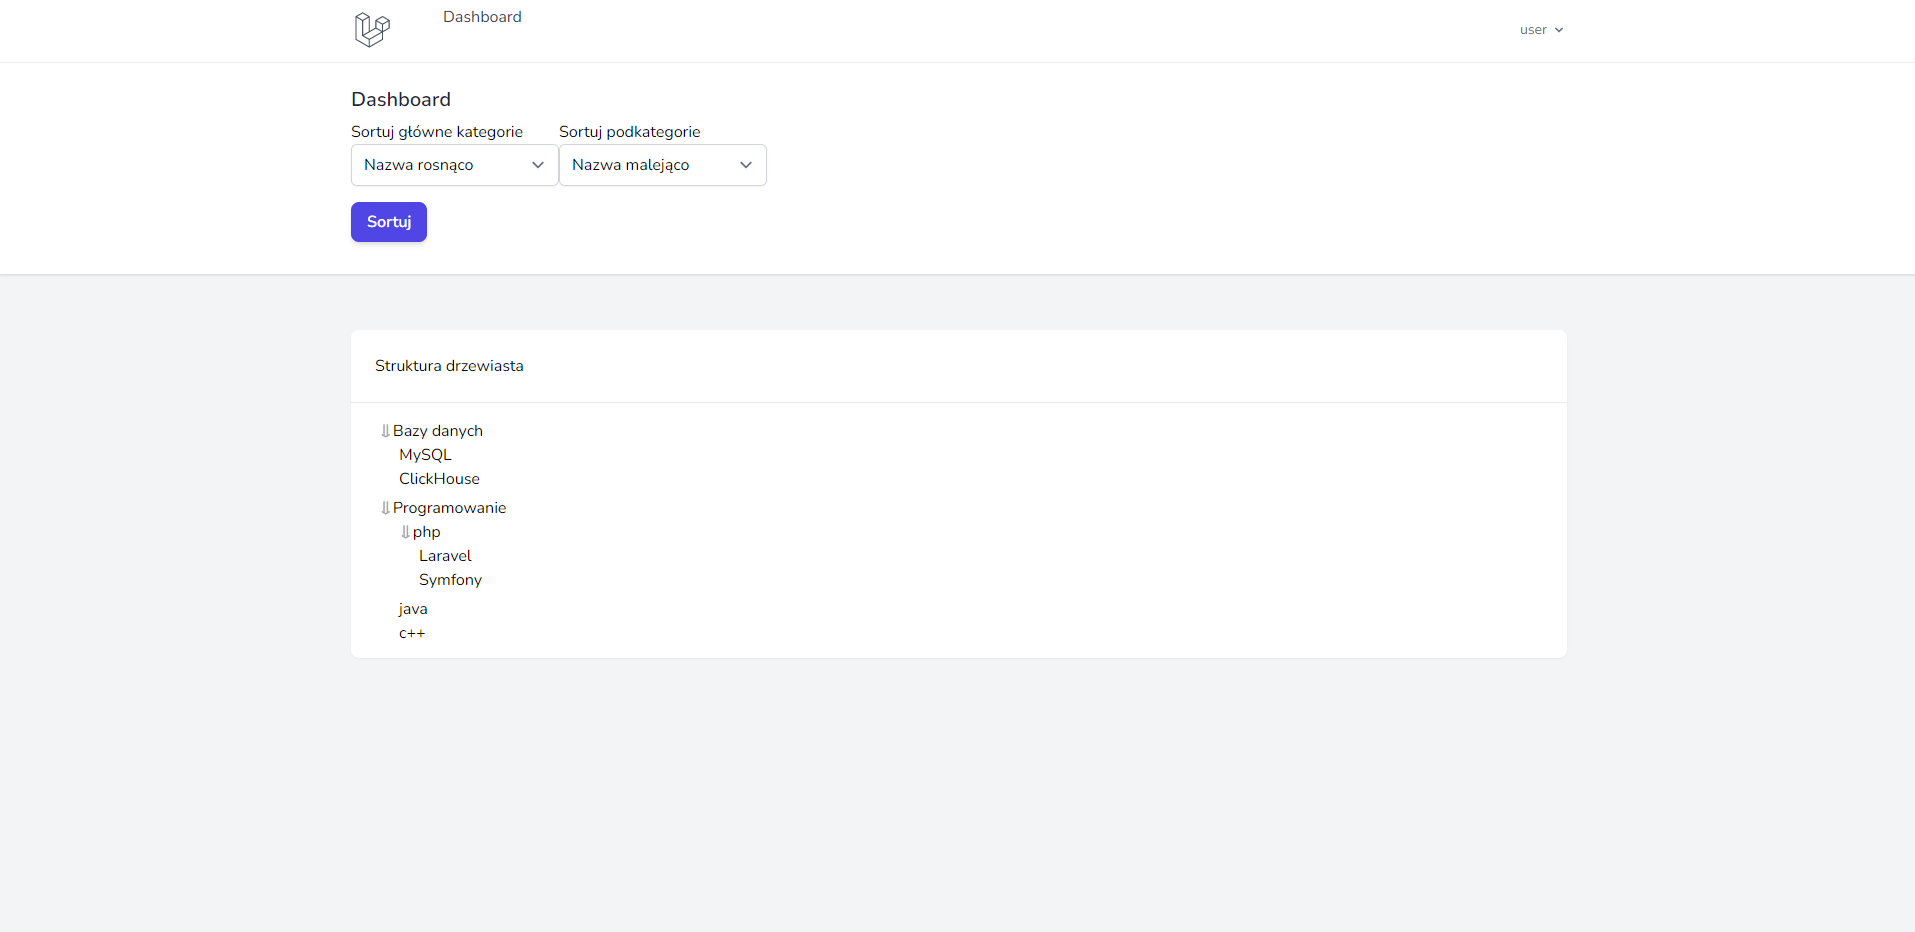 Dashboard
user
Dashboard
Sortuj główne kategorie Sortuj podkategorie
Nazwa rosnąco Nazwa malejąco
Sortuj
Struktura drzewiasta
⇓Bazy danych
MySQL
ClickHouse
⇓Programowanie
⇓php
Laravel
Symfony
java
c++